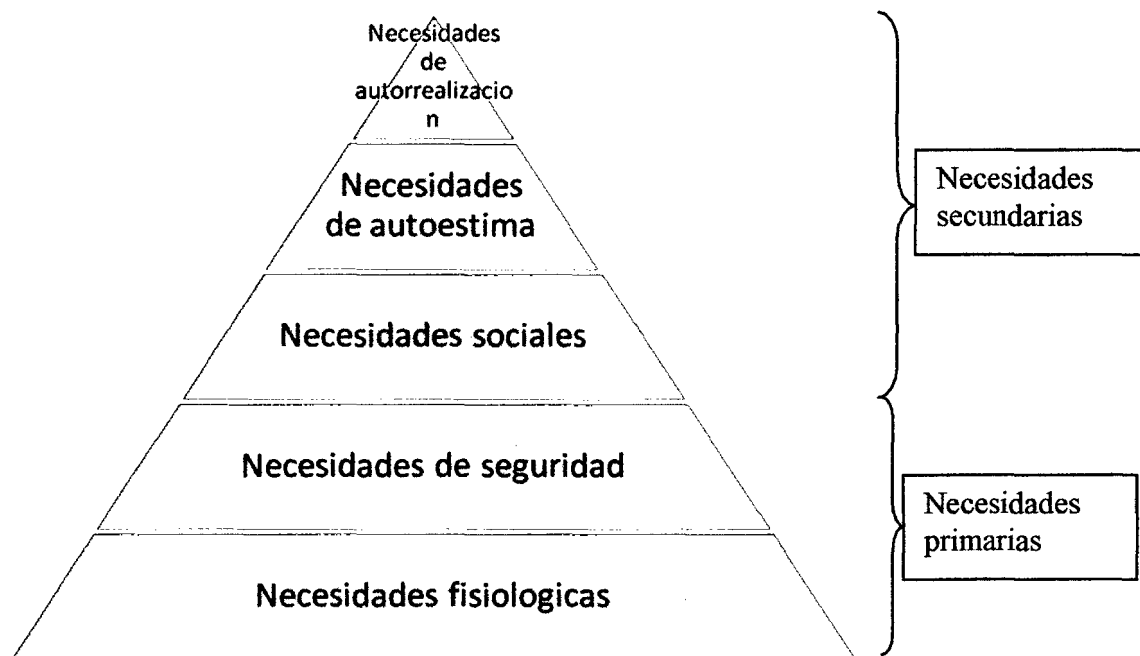 Necesidades
de
autorrealizacio
n
Necesidades
de autoestima
Necesidades sociales
Necesidades de seguridad
Necesidades fisiologicas
Necesidades
secundarias
Necesidades
primarias